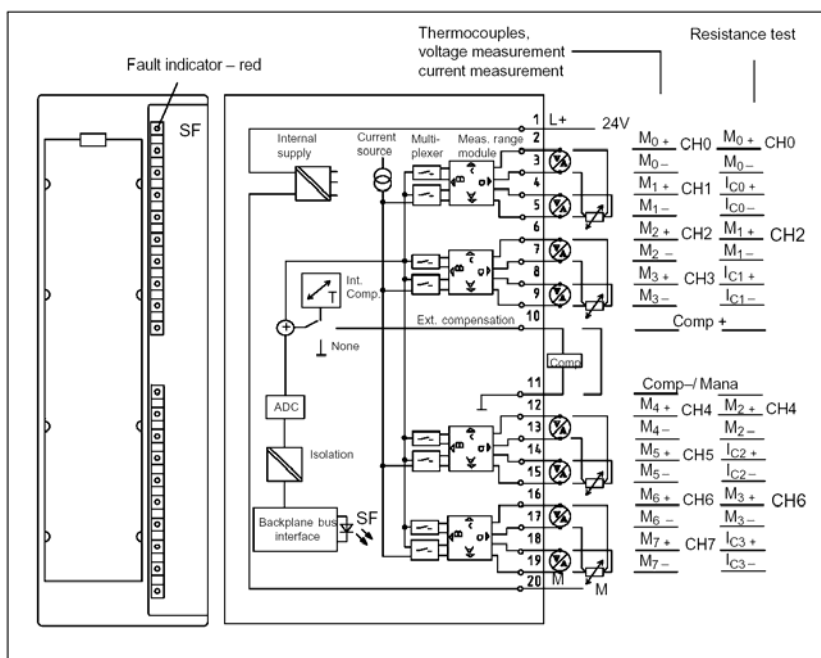 Thermocouples,
voltage measurement
current measurement
Resistance test
Fault indicator – red
SF
Internal
supply
Current
source
Multi-
plexer
Meas. range
module
1 L+ 24V
2
3
4
5
6
7
8
9
10
M0+ CH0 M0+ CH0
M0– M0–
M1+ CH1 IC0+
M1– IC0–
M2+ CH2 M1+ CH2
M2– M1–
M3+ CH3 IC1+
M3– IC1–
Comp +
Int.
Comp.
T
Ext. compensation
None
Comp
ADC
Isolation
Backplane bus
interface
SF
11
12
13
14
15
16
17
18
19
20
M
M
Comp–/ Mana
M4+ CH4 M2+ CH4
M4– M2–
M5+ CH5 IC2+
M5– IC2–
M6+ CH6 M3+ CH6
M6– M3–
M7+ CH7 IC3+
M7– IC3–